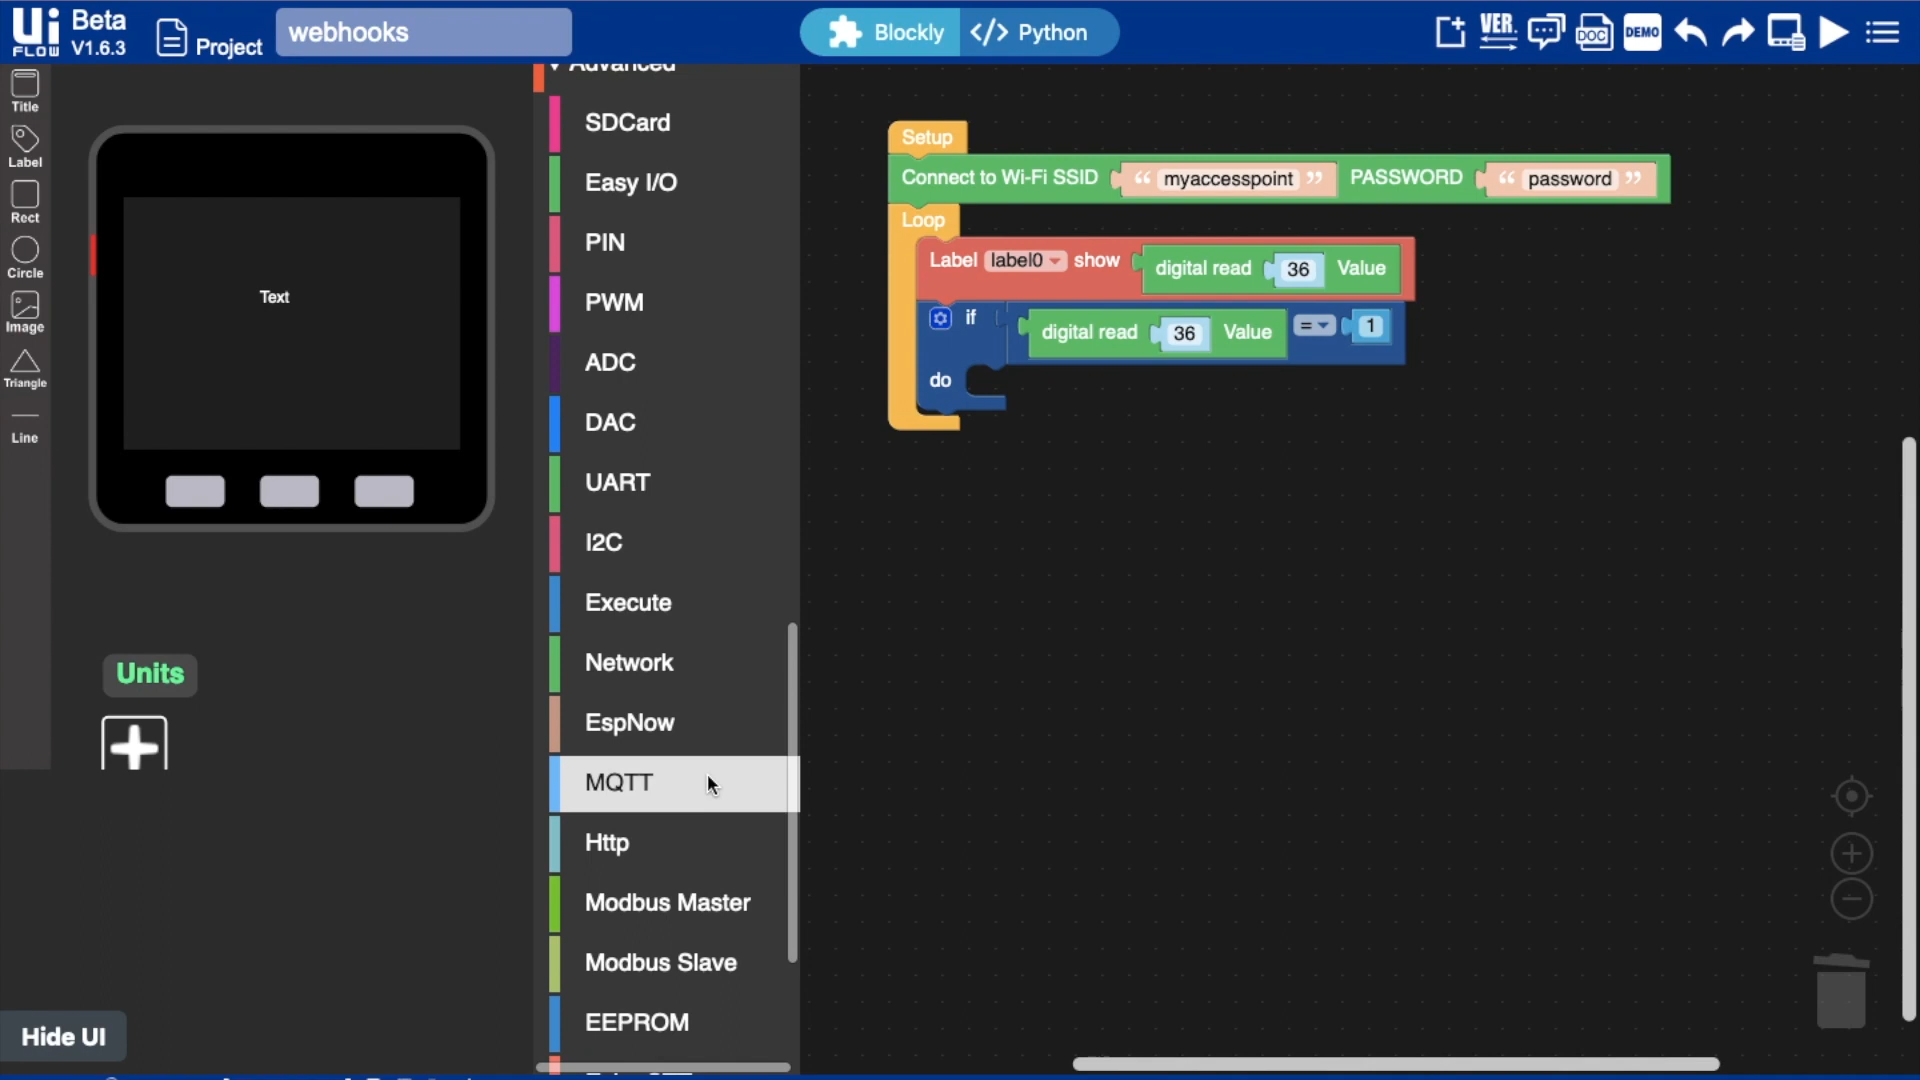 Ui FLOW
Beta
V1.6.3
Project
webhooks
Blockly
</> Python
VER.
DOC
DEMO
Title
Label
Rect
Circle
Image
Triangle
Line
Text
Units
Hide UI
Advanced
SDCard
Easy I/O
PIN
PWM
ADC
DAC
UART
I2C
Execute
Network
EspNow
MQTT
Http
Modbus Master
Modbus Slave
EEPROM
Setup
Connect to Wi-Fi SSID “ myaccesspoint ” PASSWORD “ password ”
Loop
Label label0 show digital read 36 Value
if digital read 36 Value = 1
do